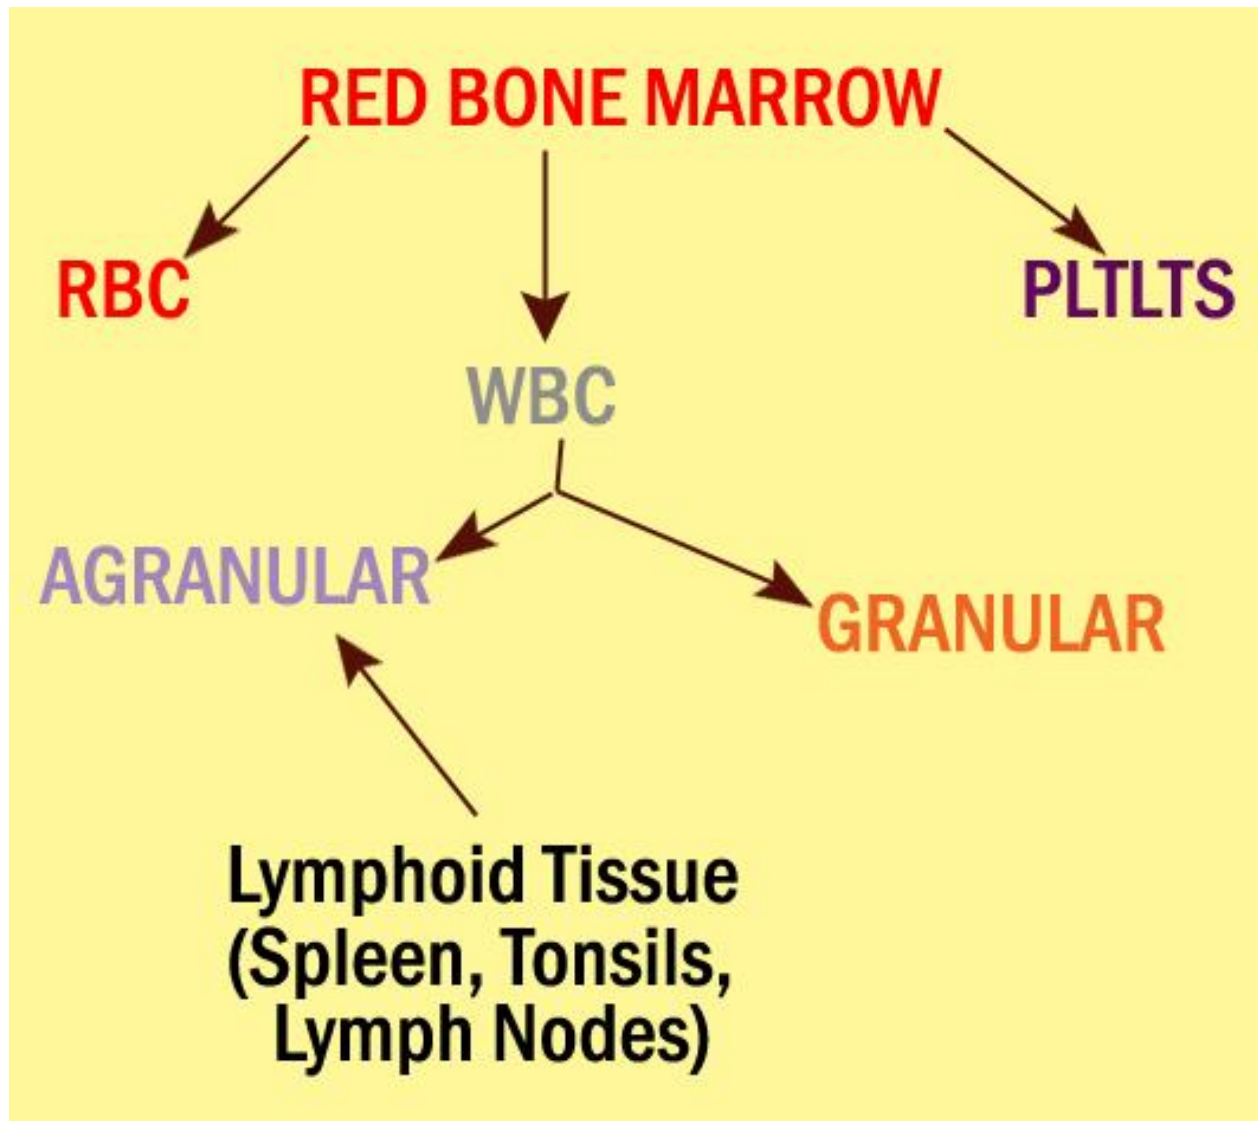 RED BONE MARROW
RBC
PLTLTS
WBC
AGRANULAR
GRANULAR
Lymphoid Tissue
(Spleen, Tonsils,
Lymph Nodes)